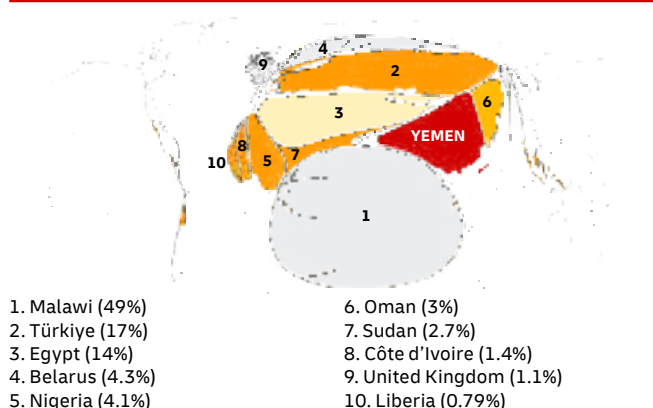 4
9
2
3
6
YEMEN
8
5
7
10
1
1. Malawi (49%)
2. Türkiye (17%)
3. Egypt (14%)
4. Belarus (4.3%)
5. Nigeria (4.1%)
6. Oman (3%)
7. Sudan (2.7%)
8. Côte d’Ivoire (1.4%)
9. United Kingdom (1.1%)
10. Liberia (0.79%)